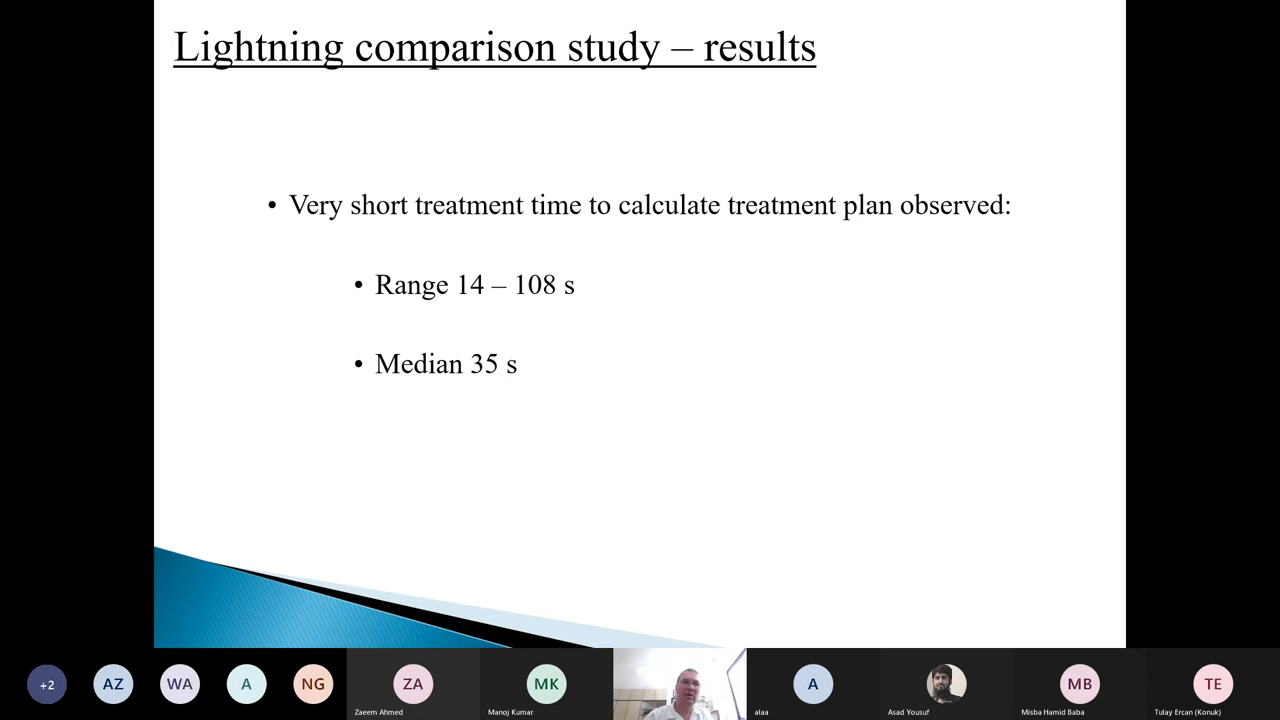 Lightning comparison study – results
• Very short treatment time to calculate treatment plan observed:
• Range 14 – 108 s
• Median 35 s
+2
AZ
WA
A
NG
ZA
Zaeem Ahmed
MK
Manoj Kumar
A
alaa
Asad Yousuf
MB
Misba Hamid Baba
TE
Tulay Ercan (Konuk)